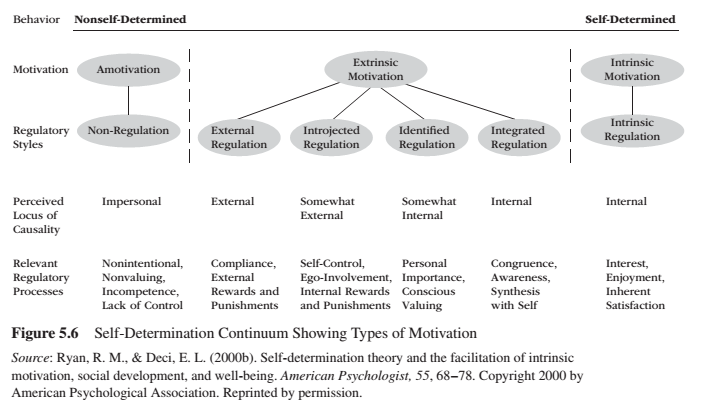 Behavior Nonself-Determined Self-Determined
Motivation Amotivation Extrinsic Motivation Intrinsic Motivation
Regulatory Styles Non-Regulation External Regulation Introjected Regulation Identified Regulation Integrated Regulation Intrinsic Regulation
Perceived Locus of Causality Impersonal External Somewhat External Somewhat Internal Internal Internal
Relevant Regulatory Processes Nonintentional, Nonvaluing, Incompetence, Lack of Control Compliance, External Rewards and Punishments Self-Control, Ego-Involvement, Internal Rewards and Punishments Personal Importance, Conscious Valuing Congruence, Awareness, Synthesis with Self Interest, Enjoyment, Inherent Satisfaction
Figure 5.6 Self-Determination Continuum Showing Types of Motivation
Source: Ryan, R. M., & Deci, E. L. (2000b). Self-determination theory and the facilitation of intrinsic
motivation, social development, and well-being. American Psychologist, 55, 68–78. Copyright 2000 by
American Psychological Association. Reprinted by permission.